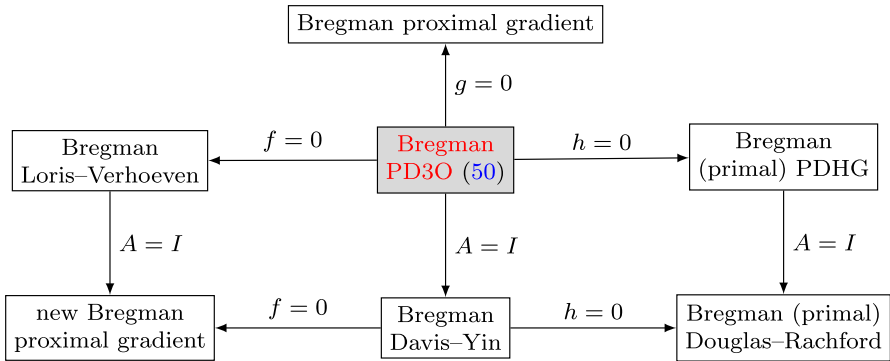 Bregman proximal gradient
g = 0
Bregman
Loris–Verhoeven
f = 0
Bregman
PD3O (50)
h = 0
Bregman
(primal) PDHG
A = I
A = I
A = I
new Bregman
proximal gradient
f = 0
Bregman
Davis–Yin
h = 0
Bregman (primal)
Douglas–Rachford